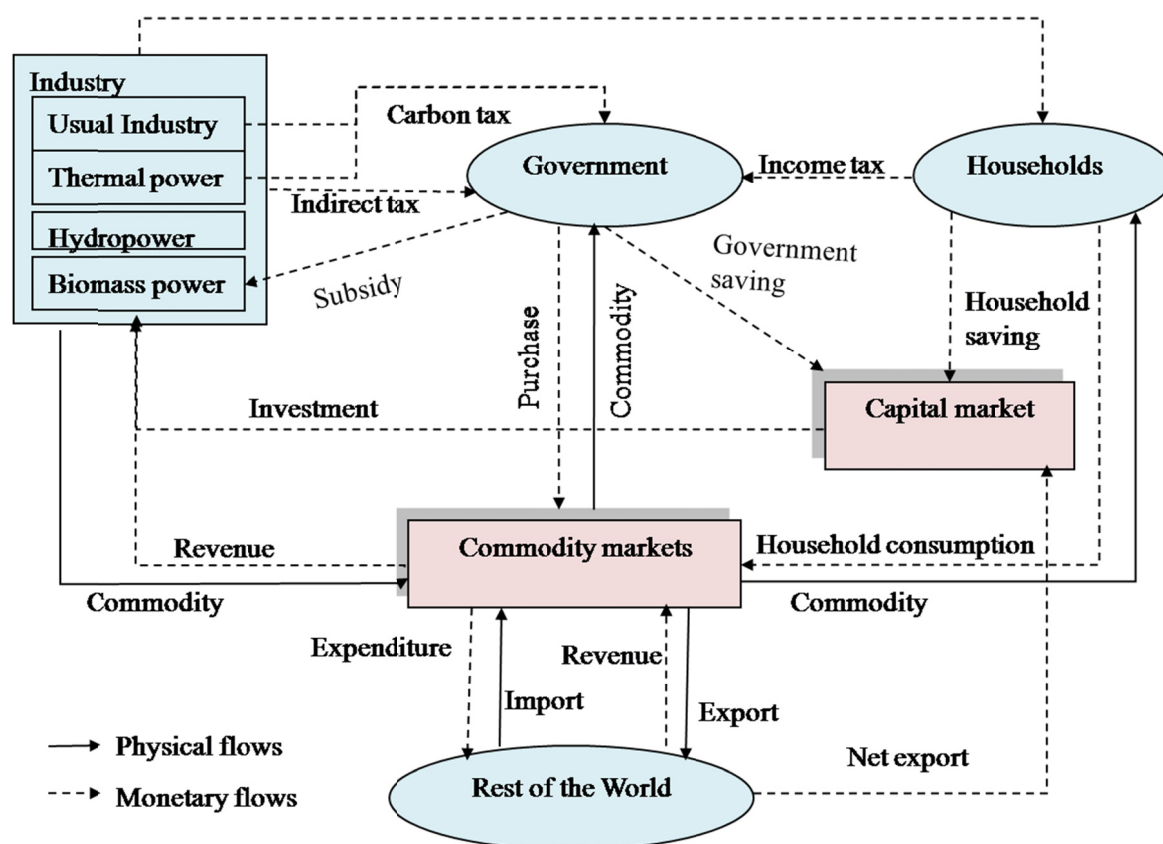 Industry
Usual Industry
Thermal power
Hydropower
Biomass power
Carbon tax
Government
Income tax
Households
Indirect tax
Subsidy
Government
saving
Household
saving
Purchase
Commodity
Investment
Capital market
Revenue
Commodity markets
Household consumption
Commodity
Commodity
Expenditure
Revenue
Import
Export
Physical flows
Monetary flows
Rest of the World
Net export